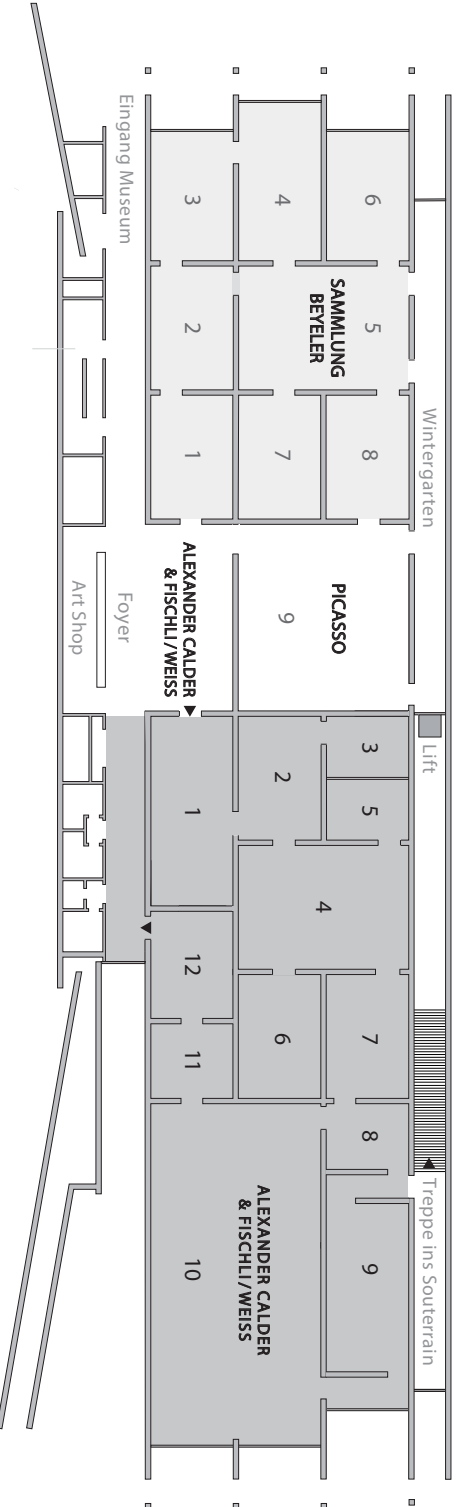 Wintergarten
Lift
Treppe ins Souterrain
6
5
8
SAMMLUNG
BEYELER
PICASSO
3
5
7
8
9
4
7
9
2
4
6
ALEXANDER CALDER
& FISCHLI / WEISS
3
2
1
ALEXANDER CALDER
& FISCHLI / WEISS
1
12
11
10
Eingang Museum
Foyer
Art Shop